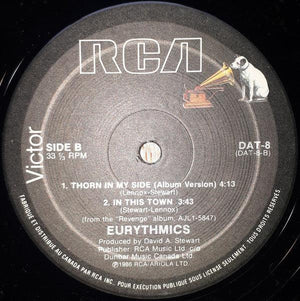 RCA
Victor
SIDE B
33 ⅓ RPM
DAT-8
(DAT-8-B)
1. THORN IN MY SIDE (Album Version) 4:13
(Lennox-Stewart)
2. IN THIS TOWN 3:43
(Stewart-Lennox)
(from the "Revenge" album, AJL1-5847)
EURYTHMICS
Produced by David A. Stewart
Publisher: RCA Music Ltd. c/o
Dunbar Music Canada Ltd.
℗1986 RCA/ARIOLA LTD
FABRIQUÉ ET DISTRIBUÉ AU CANADA PAR RCA INC. POUR EXÉCUTION PUBLIQUE SEULEMENT. TOUS DROITS RÉSERVÉS